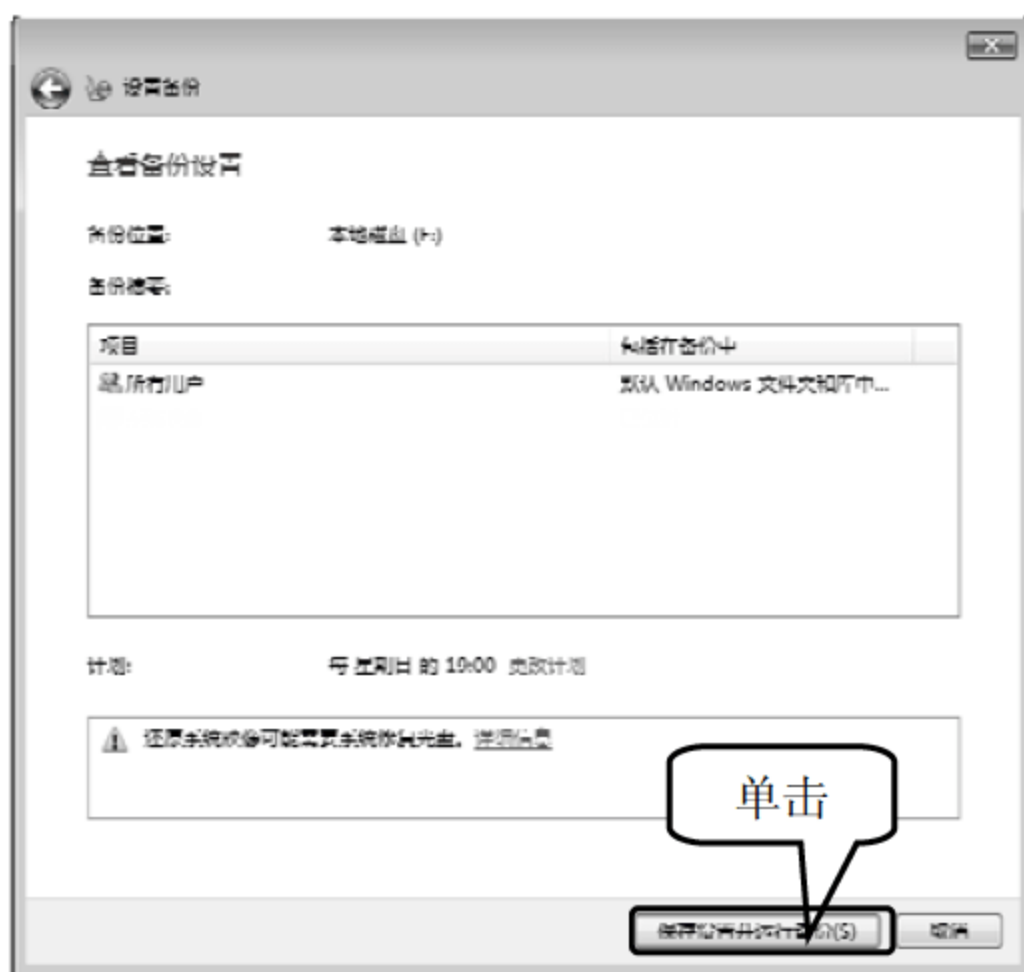 设置备份
查看备份设置
备份位置: 本地磁盘 (F:)
备份摘要:
项目 包括在备份中
所有用户 默认 Windows 文件夹和库中...
计划: 每 星期日 的 19:00 更改计划
还原系统映像可能需要系统修复光盘。详细信息
单击
保存设置并运行备份(S) 取消